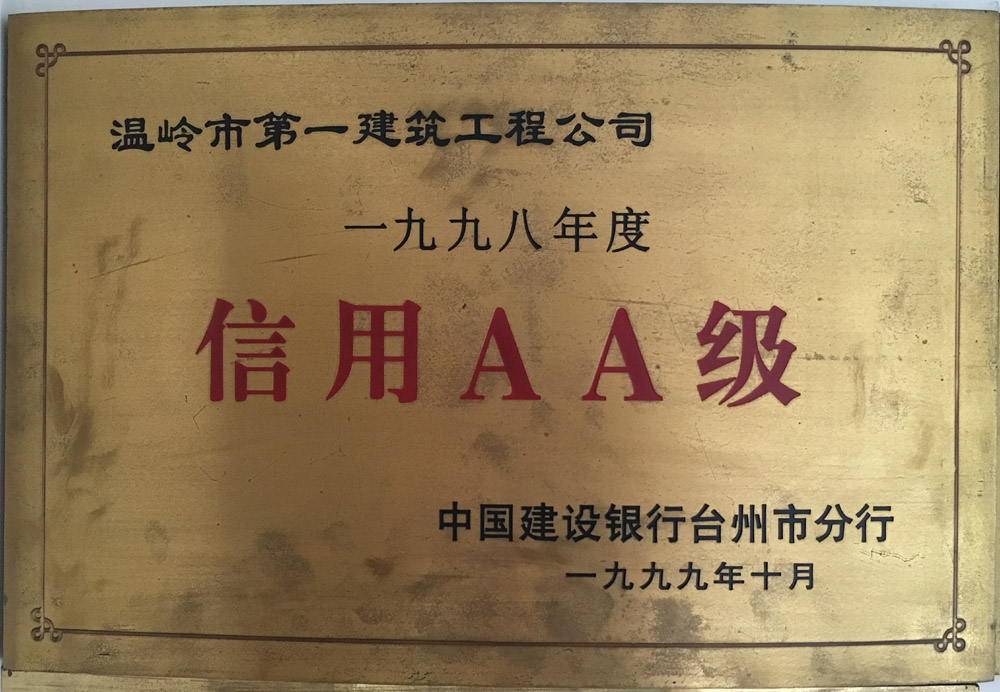 温岭市第一建筑工程公司
一九九八年度
信用AA级
中国建设银行台州市分行
一九九九年十月